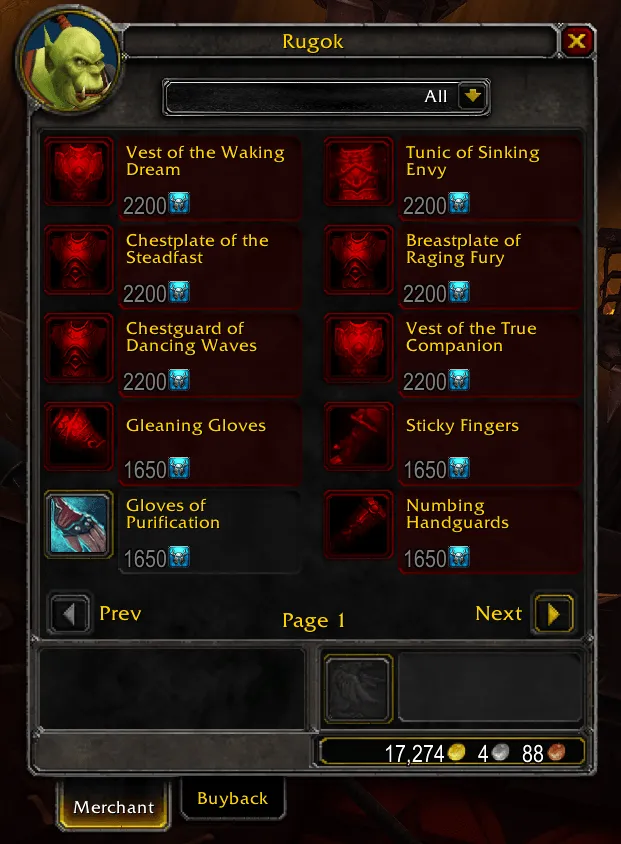 Rugok
All
Vest of the Waking
Dream
2200
Tunic of Sinking
Envy
2200
Chestplate of the
Steadfast
2200
Breastplate of
Raging Fury
2200
Chestguard of
Dancing Waves
2200
Vest of the True
Companion
2200
Gleaning Gloves
1650
Sticky Fingers
1650
Gloves of
Purification
1650
Numbing
Handguards
1650
Prev
Page 1
Next
17,274 4 88
Merchant
Buyback